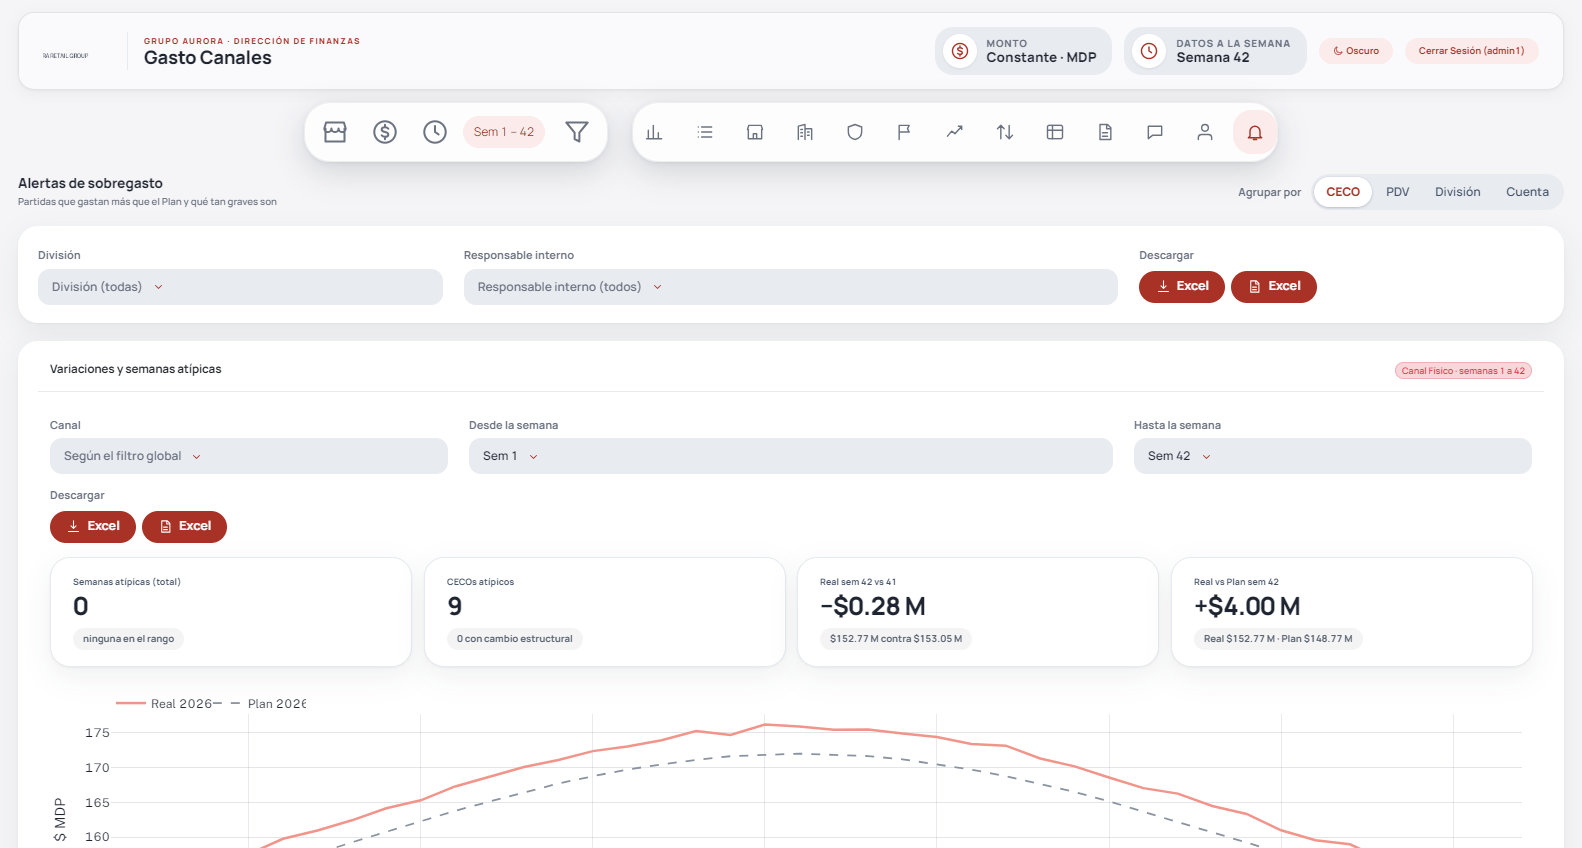 GRUPO AURORA · DIRECCIÓN DE FINANZAS
Gasto Canales
RETAIL GROUP
MONTO
Constante · MDP
DATOS A LA SEMANA
Semana 42
Oscuro
Cerrar Sesión (admin1)
Sem 1 – 42
Alertas de sobregasto
Partidas que gastan más que el Plan y qué tan graves son
Agrupar por
CECO
PDV
División
Cuenta
División
División (todas)
Responsable interno
Responsable interno (todos)
Descargar
Excel
Excel
Variaciones y semanas atípicas
Canal Físico · semanas 1 a 42
Canal
Según el filtro global
Desde la semana
Sem 1
Hasta la semana
Sem 42
Descargar
Excel
Excel
Semanas atípicas (total)
0
ninguna en el rango
CECOs atípicos
9
0 con cambio estructural
Real sem 42 vs 41
−$0.28 M
$152.77 M contra $153.05 M
Real vs Plan sem 42
+$4.00 M
Real $152.77 M · Plan $148.77 M
Real 2026
Plan 2026
175
170
165
160
$ MDP